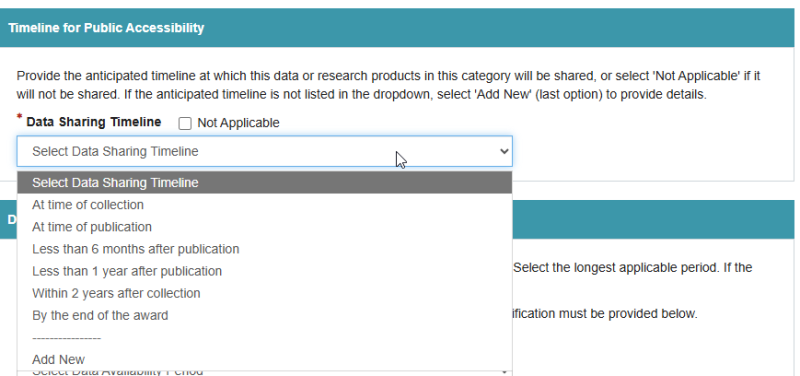 Timeline for Public Accessibility
Provide the anticipated timeline at which this data or research products in this category will be shared, or select 'Not Applicable' if it
will not be shared. If the anticipated timeline is not listed in the dropdown, select 'Add New' (last option) to provide details.
* Data Sharing Timeline Not Applicable
Select Data Sharing Timeline
Select Data Sharing Timeline
At time of collection
D
At time of publication
Less than 6 months after publication
Less than 1 year after publication
Select the longest applicable period. If the
Within 2 years after collection
By the end of the award
ification must be provided below.
---------------
Add New
Select Data Availability Period